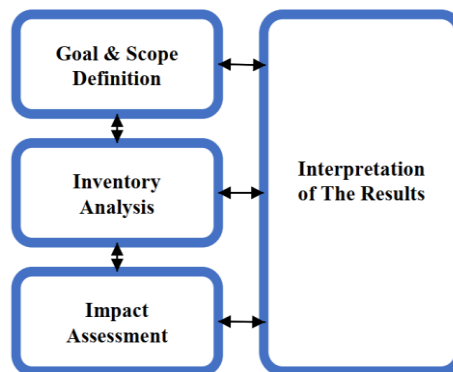 Goal & Scope
Definition
Inventory
Analysis
Impact
Assessment
Interpretation
of The Results